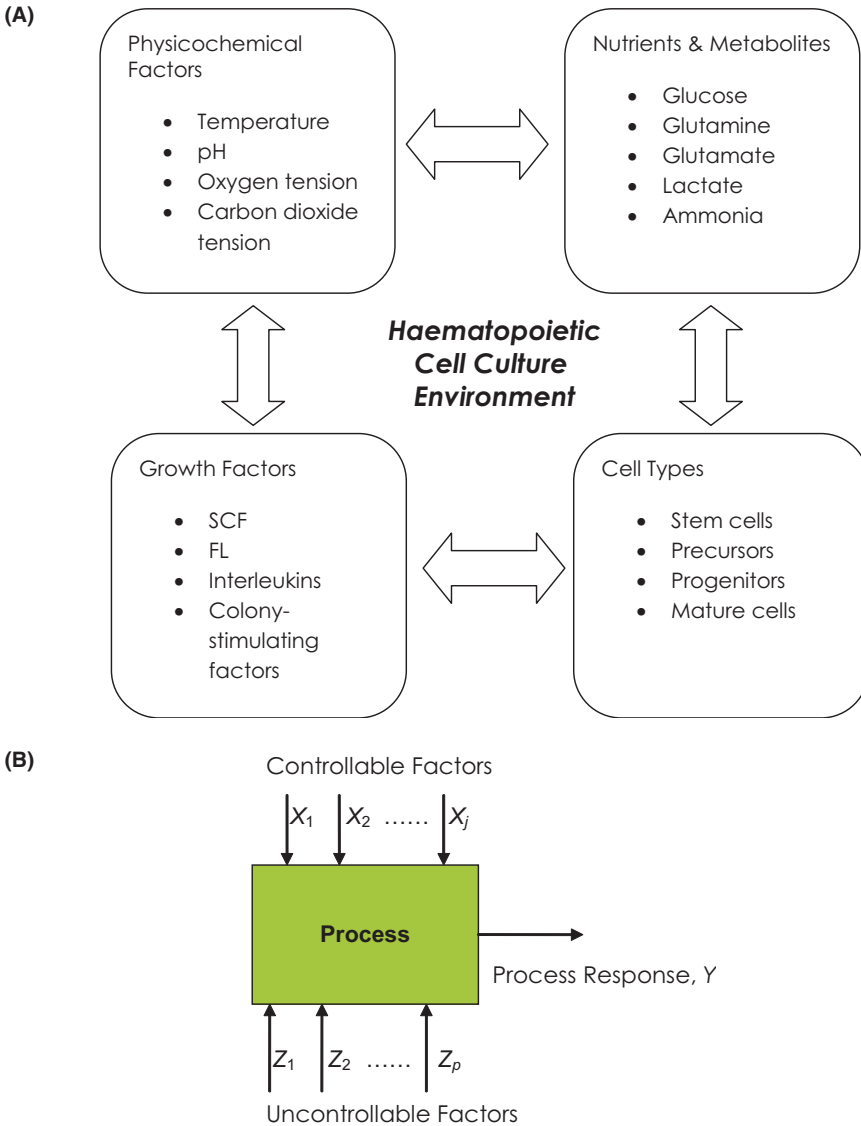 (A)
Physicochemical
Factors
• Temperature
• pH
• Oxygen tension
• Carbon dioxide
tension
Nutrients & Metabolites
• Glucose
• Glutamine
• Glutamate
• Lactate
• Ammonia
Haematopoietic
Cell Culture
Environment
Growth Factors
• SCF
• FL
• Interleukins
• Colony-
stimulating
factors
Cell Types
• Stem cells
• Precursors
• Progenitors
• Mature cells
(B)
Controllable Factors
X1 X2 ...... Xj
Process
Process Response, Y
Z1 Z2 ...... Zp
Uncontrollable Factors